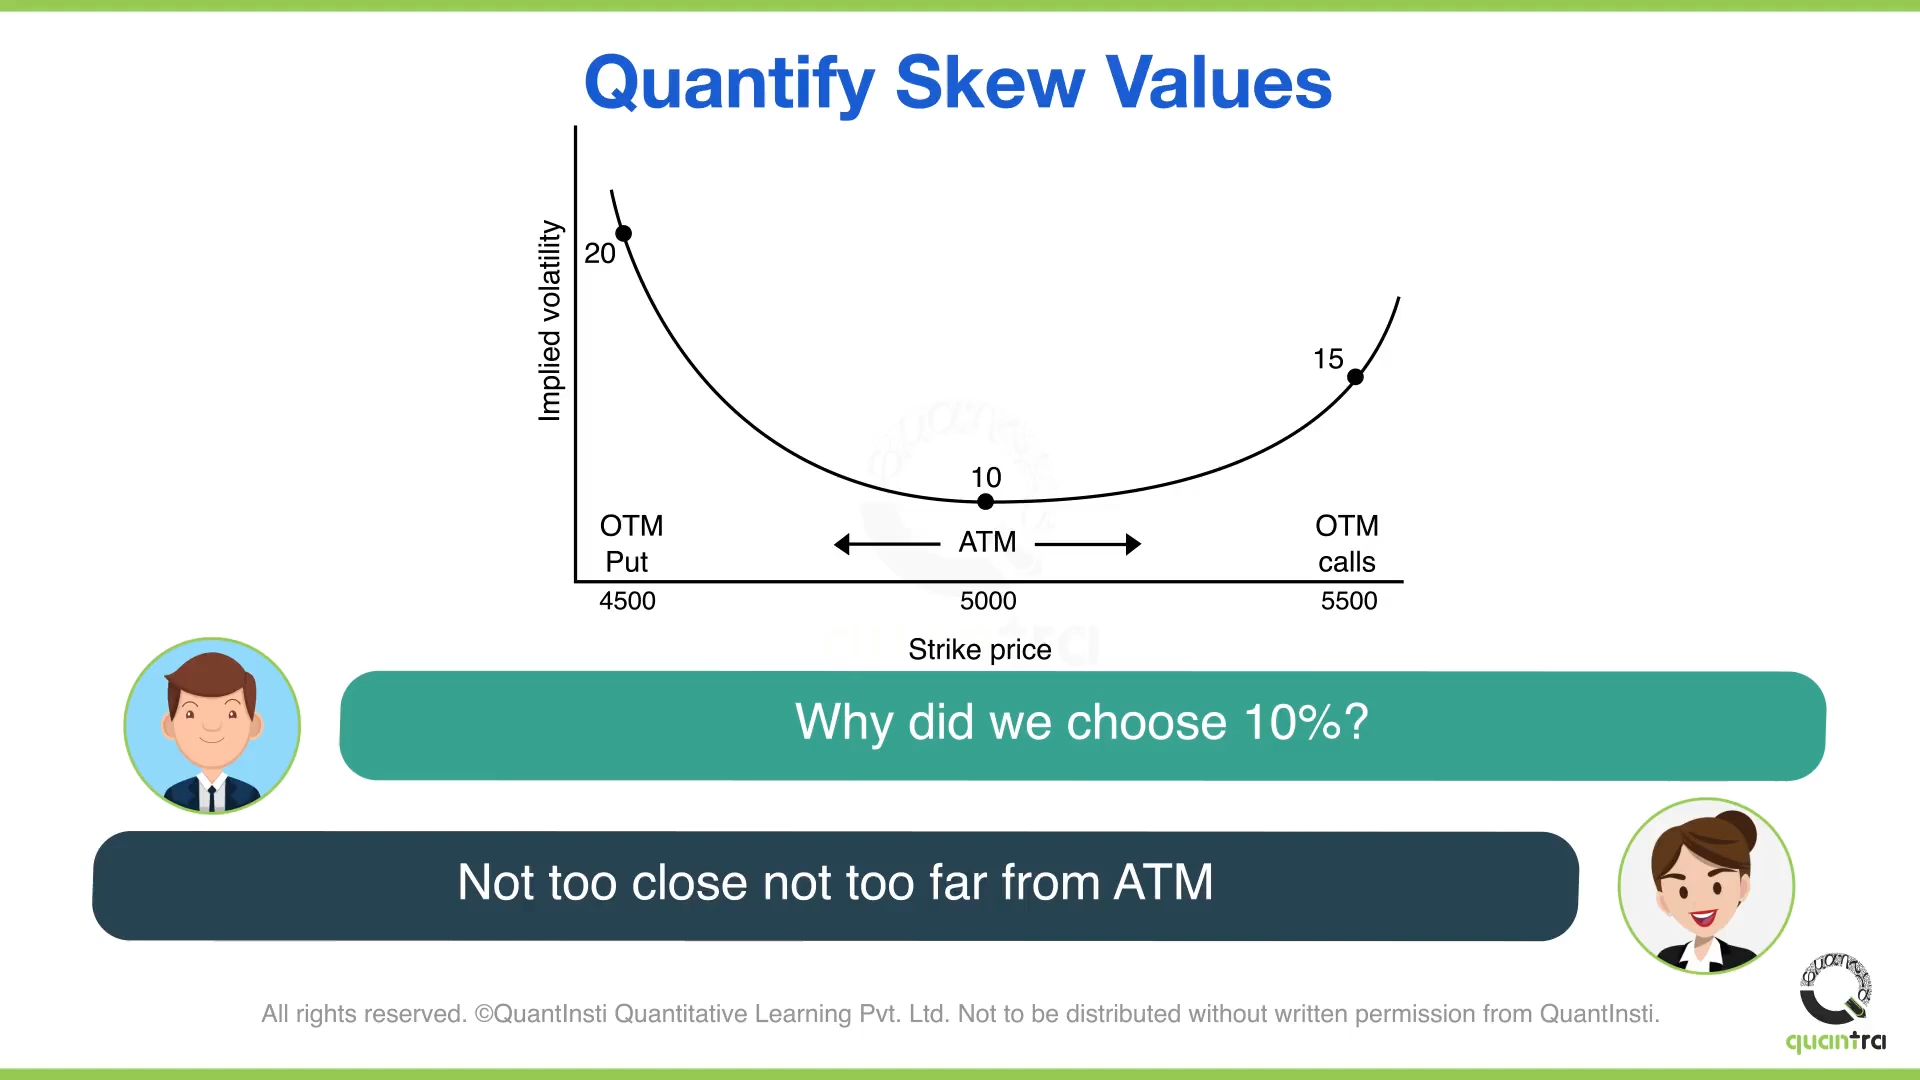 Quantify Skew Values
Implied volatility
20
15
10
OTM
Put
ATM
OTM
calls
4500
5000
5500
Strike price
Why did we choose 10%?
Not too close not too far from ATM
All rights reserved. ©QuantInsti Quantitative Learning Pvt. Ltd. Not to be distributed without written permission from QuantInsti.
quantra